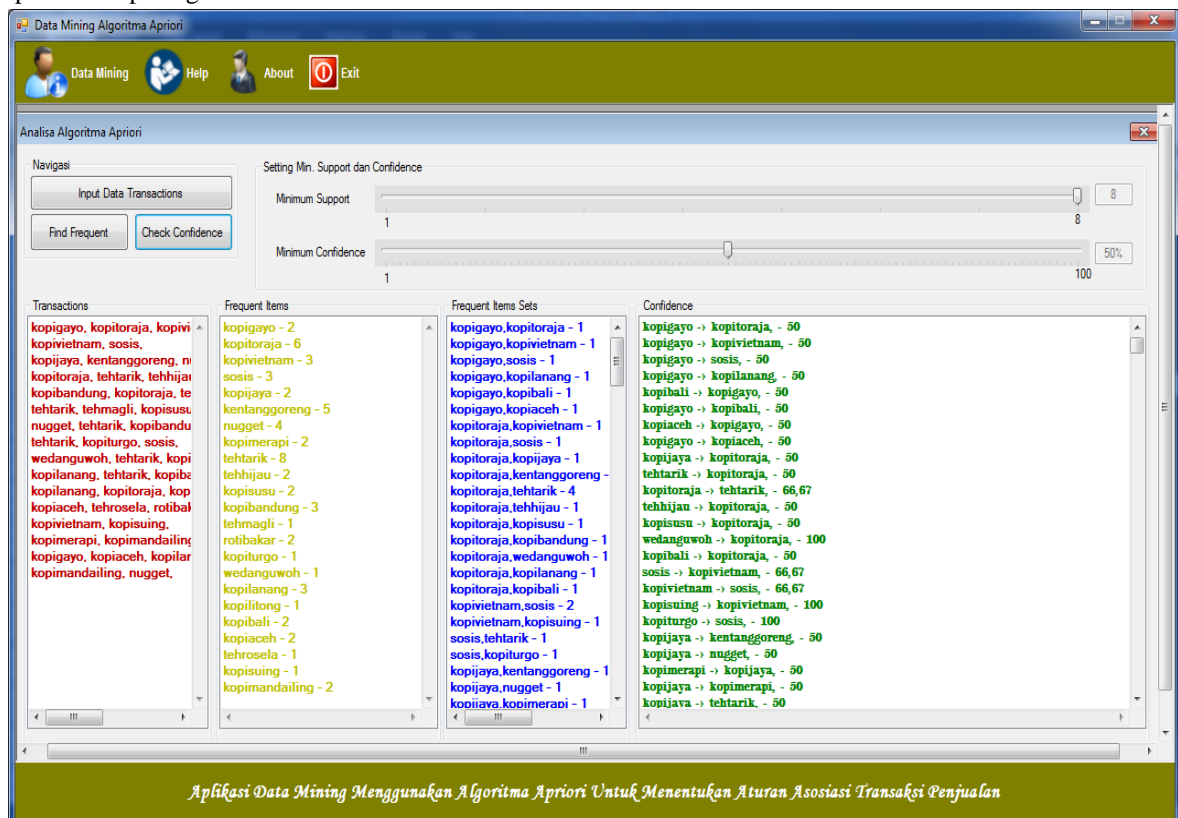 Data Mining Algoritma Apriori
Data Mining Help About Exit
Analisa Algoritma Apriori
Navigasi
Input Data Transactions
Find Frequent Check Confidence
Setting Min. Support dan Confidence
Minimum Support 8
1 8
Minimum Confidence 50%
1 100
Transactions
kopigayo, kopitoraja, kopivi
kopivietnam, sosis,
kopijaya, kentanggoreng, n
kopitoraja, tehtarik, tehhijau
kopibandung, kopitoraja, te
tehtarik, tehmagli, kopisusu
nugget, tehtarik, kopibandu
tehtarik, kopiturgo, sosis,
wedanguwoh, tehtarik, kopi
kopilanang, tehtarik, kopiba
kopilanang, kopitoraja, kop
kopiaceh, tehrosela, rotibak
kopivietnam, kopisuing,
kopimerapi, kopimandailing
kopigayo, kopiaceh, kopilar
kopimandailing, nugget,
Frequent Items
kopigayo - 2
kopitoraja - 6
kopivietnam - 3
sosis - 3
kopijaya - 2
kentanggoreng - 5
nugget - 4
kopimerapi - 2
tehtarik - 8
tehhijau - 2
kopisusu - 2
kopibandung - 3
tehmagli - 1
rotibakar - 2
kopiturgo - 1
wedanguwoh - 1
kopilanang - 3
kopilitong - 1
kopibali - 2
kopiaceh - 2
tehrosela - 1
kopisuing - 1
kopimandailing - 2
Frequent Items Sets
kopigayo,kopitoraja - 1
kopigayo,kopivietnam - 1
kopigayo,sosis - 1
kopigayo,kopilanang - 1
kopigayo,kopibali - 1
kopigayo,kopiaceh - 1
kopitoraja,kopivietnam - 1
kopitoraja,sosis - 1
kopitoraja,kopijaya - 1
kopitoraja,kentanggoreng -
kopitoraja,tehtarik - 4
kopitoraja,tehhijau - 1
kopitoraja,kopisusu - 1
kopitoraja,kopibandung - 1
kopitoraja,wedanguwoh - 1
kopitoraja,kopilanang - 1
kopitoraja,kopibali - 1
kopivietnam,sosis - 2
kopivietnam,kopisuing - 1
sosis,tehtarik - 1
sosis,kopiturgo - 1
kopijaya,kentanggoreng - 1
kopijaya,nugget - 1
kopijaya,kopimerapi - 1
Confidence
kopigayo -> kopitoraja, - 50
kopigayo -> kopivietnam, - 50
kopigayo -> sosis, - 50
kopigayo -> kopilanang, - 50
kopibali -> kopigayo, - 50
kopigayo -> kopibali, - 50
kopiaceh -> kopigayo, - 50
kopigayo -> kopiaceh, - 50
kopijaya -> kopitoraja, - 50
tehtarik -> kopitoraja, - 50
kopitoraja -> tehtarik, - 66,67
tehhijau -> kopitoraja, - 50
kopisusu -> kopitoraja, - 50
wedanguwoh -> kopitoraja, - 100
kopibali -> kopitoraja, - 50
sosis -> kopivietnam, - 66,67
kopivietnam -> sosis, - 66,67
kopisuing -> kopivietnam, - 100
kopiturgo -> sosis, - 100
kopijaya -> kentanggoreng, - 50
kopijaya -> nugget, - 50
kopimerapi -> kopijaya, - 50
kopijaya -> kopimerapi, - 50
kopijaya -> tehtarik, - 50
Aplikasi Data Mining Menggunakan Algoritma Apriori Untuk Menentukan Aturan Asosiasi Transaksi Penjualan